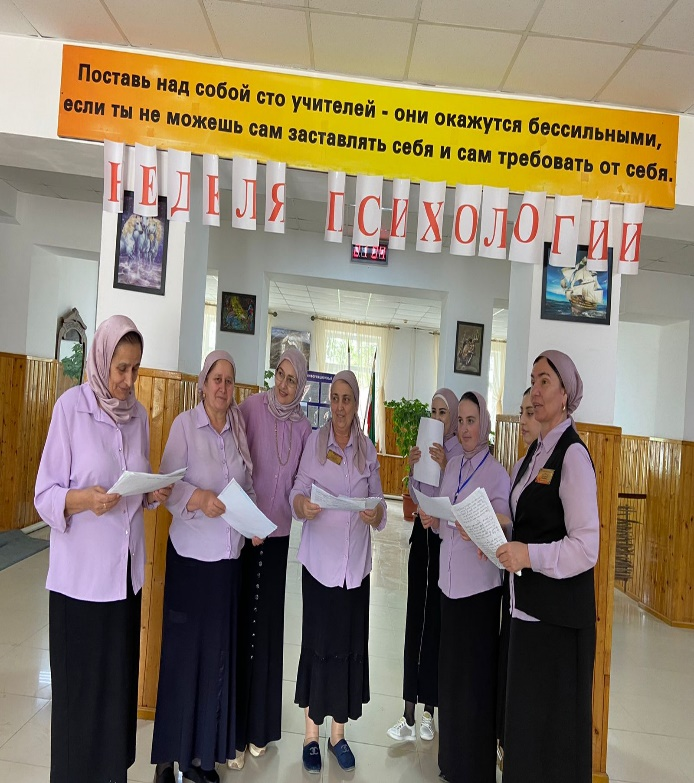 Поставь над собой сто учителей - они окажутся бессильными,
если ты не можешь сам заставлять себя и сам требовать от себя.
НЕДЕЛЯ ПСИХОЛОГИИ